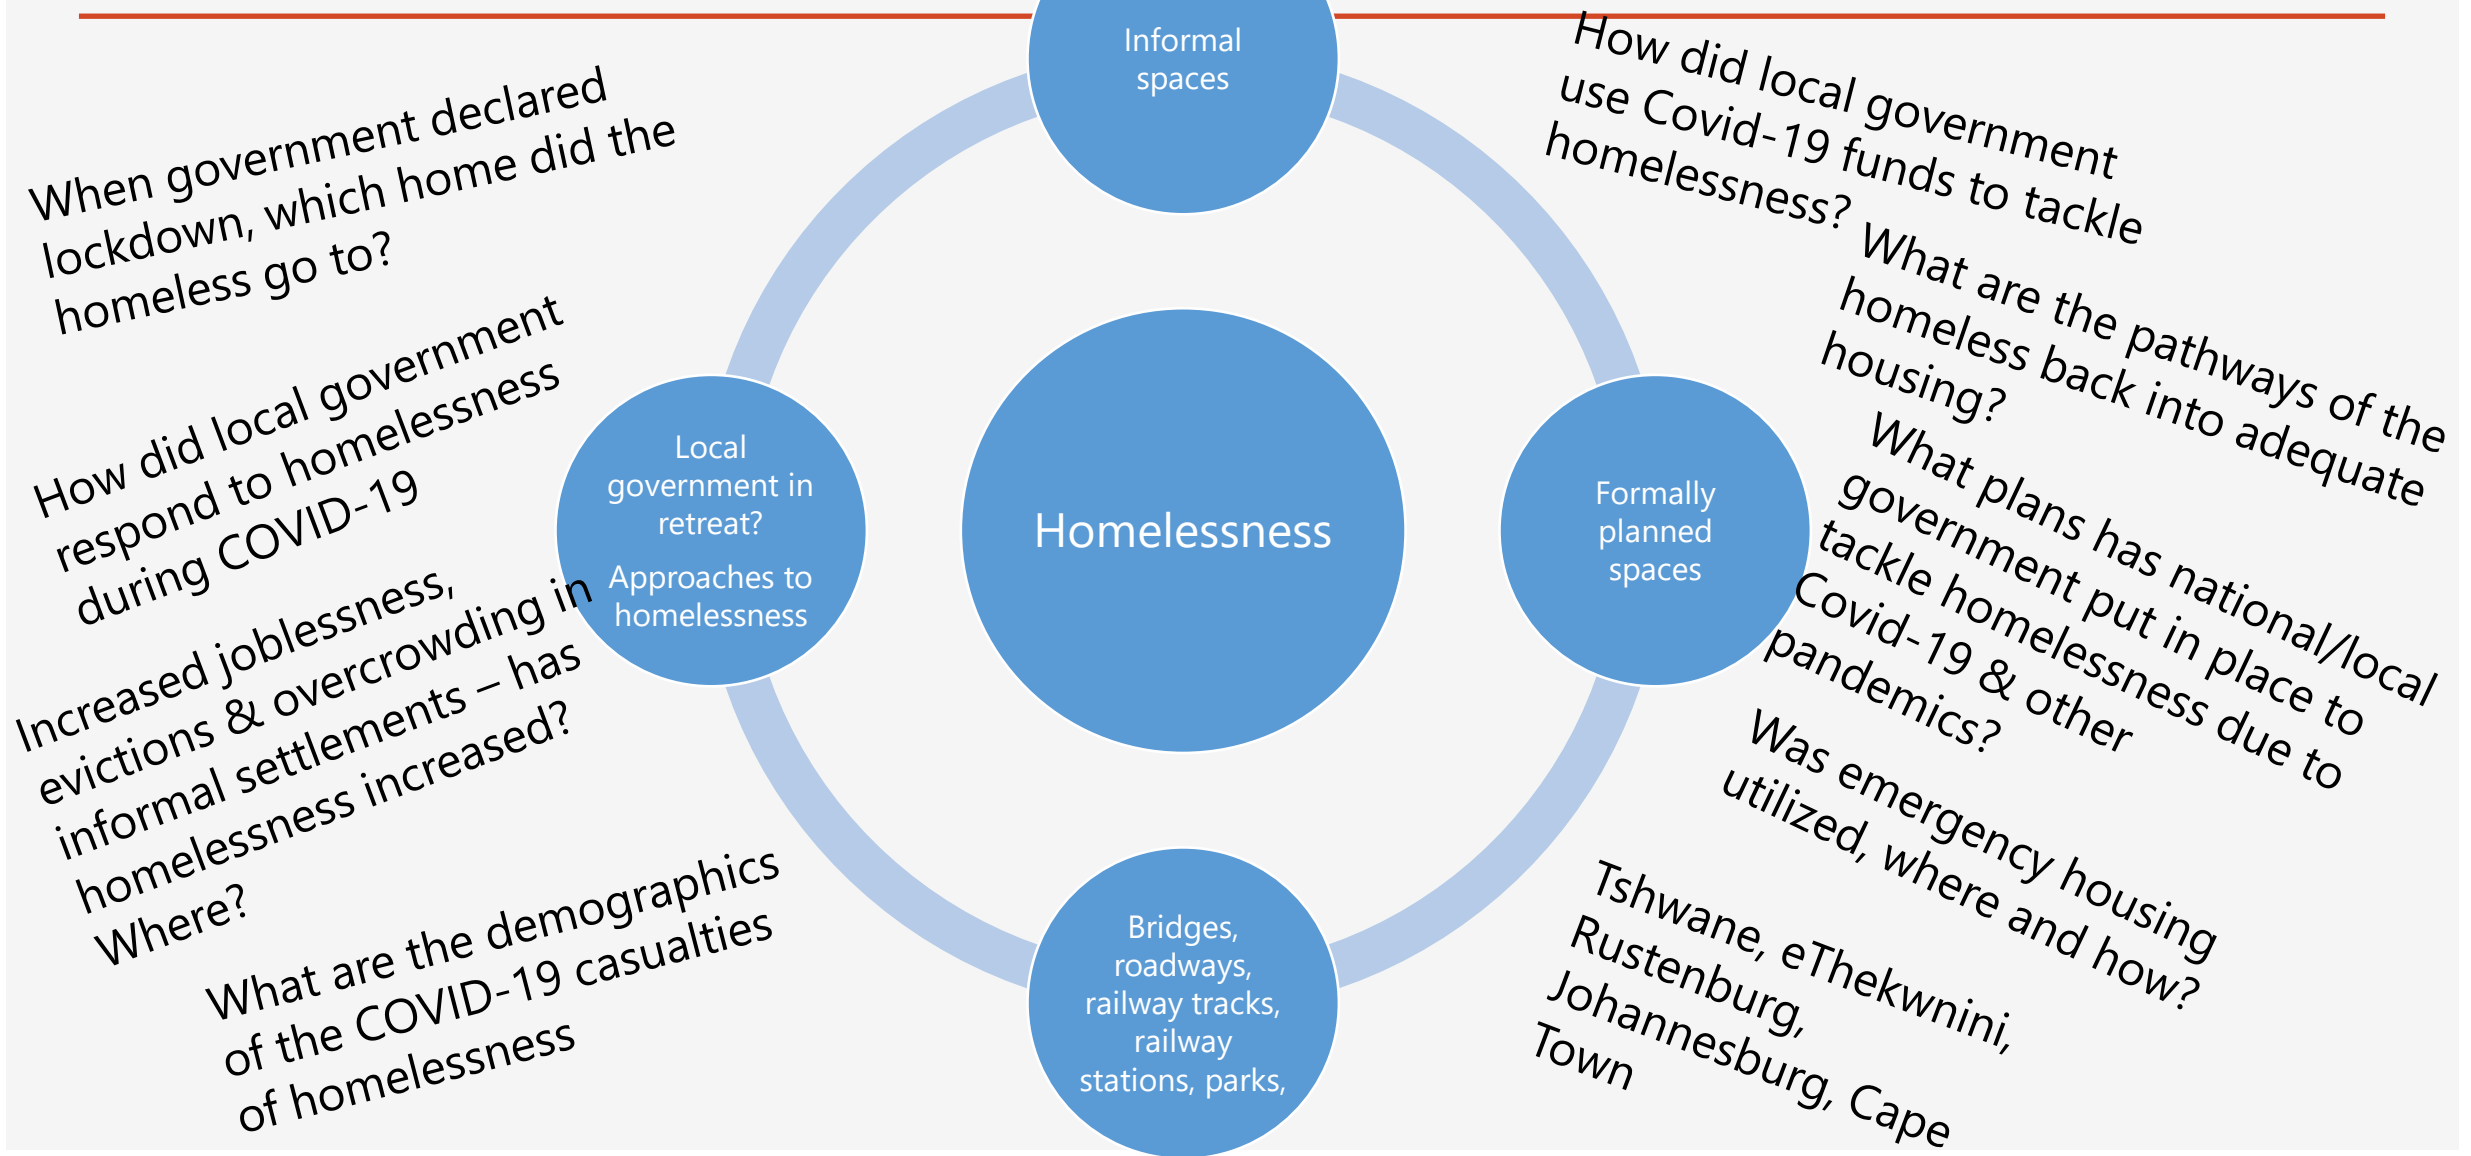 Informal
spaces
When government declared
lockdown, which home did the
homeless go to?
How did local government
respond to homelessness
during COVID-19
Increased joblessness,
evictions & overcrowding in
informal settlements – has
homelessness increased?
Where?
What are the demographics
of the COVID-19 casualties
of homelessness
Local
government in
retreat?
Approaches to
homelessness
Homelessness
Formally
planned
spaces
Bridges,
roadways,
railway tracks,
railway
stations, parks,
How did local government
use Covid-19 funds to tackle
homelessness?
What are the pathways of the
homeless back into adequate
housing?
What plans has national/local
government put in place to
tackle homelessness due to
Covid-19 & other
pandemics?
Was emergency housing
utilized, where and how?
Tshwane, eThekwnini,
Rustenburg,
Johannesburg, Cape
Town